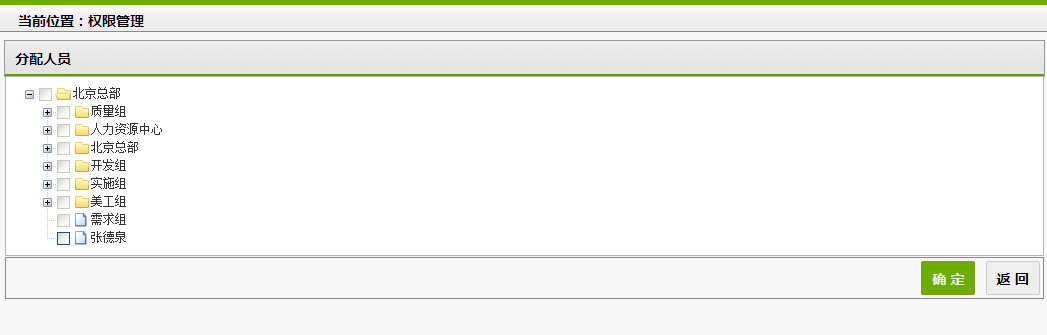 当前位置：权限管理
分配人员
北京总部
质量组
人力资源中心
北京总部
开发组
实施组
美工组
需求组
张德泉
确 定 返 回